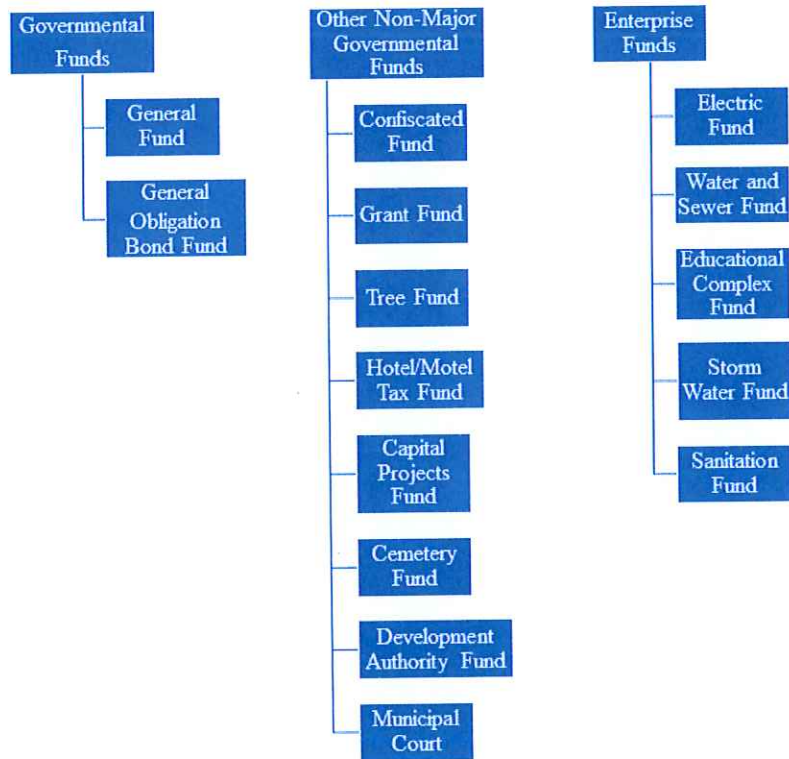 Governmental
Funds
General
Fund
General
Obligation
Bond Fund
Other Non-Major
Governmental
Funds
Confiscated
Fund
Grant Fund
Tree Fund
Hotel/Motel
Tax Fund
Capital
Projects
Fund
Cemetery
Fund
Development
Authority Fund
Municipal
Court
Enterprise
Funds
Electric
Fund
Water and
Sewer Fund
Educational
Complex
Fund
Storm
Water Fund
Sanitation
Fund